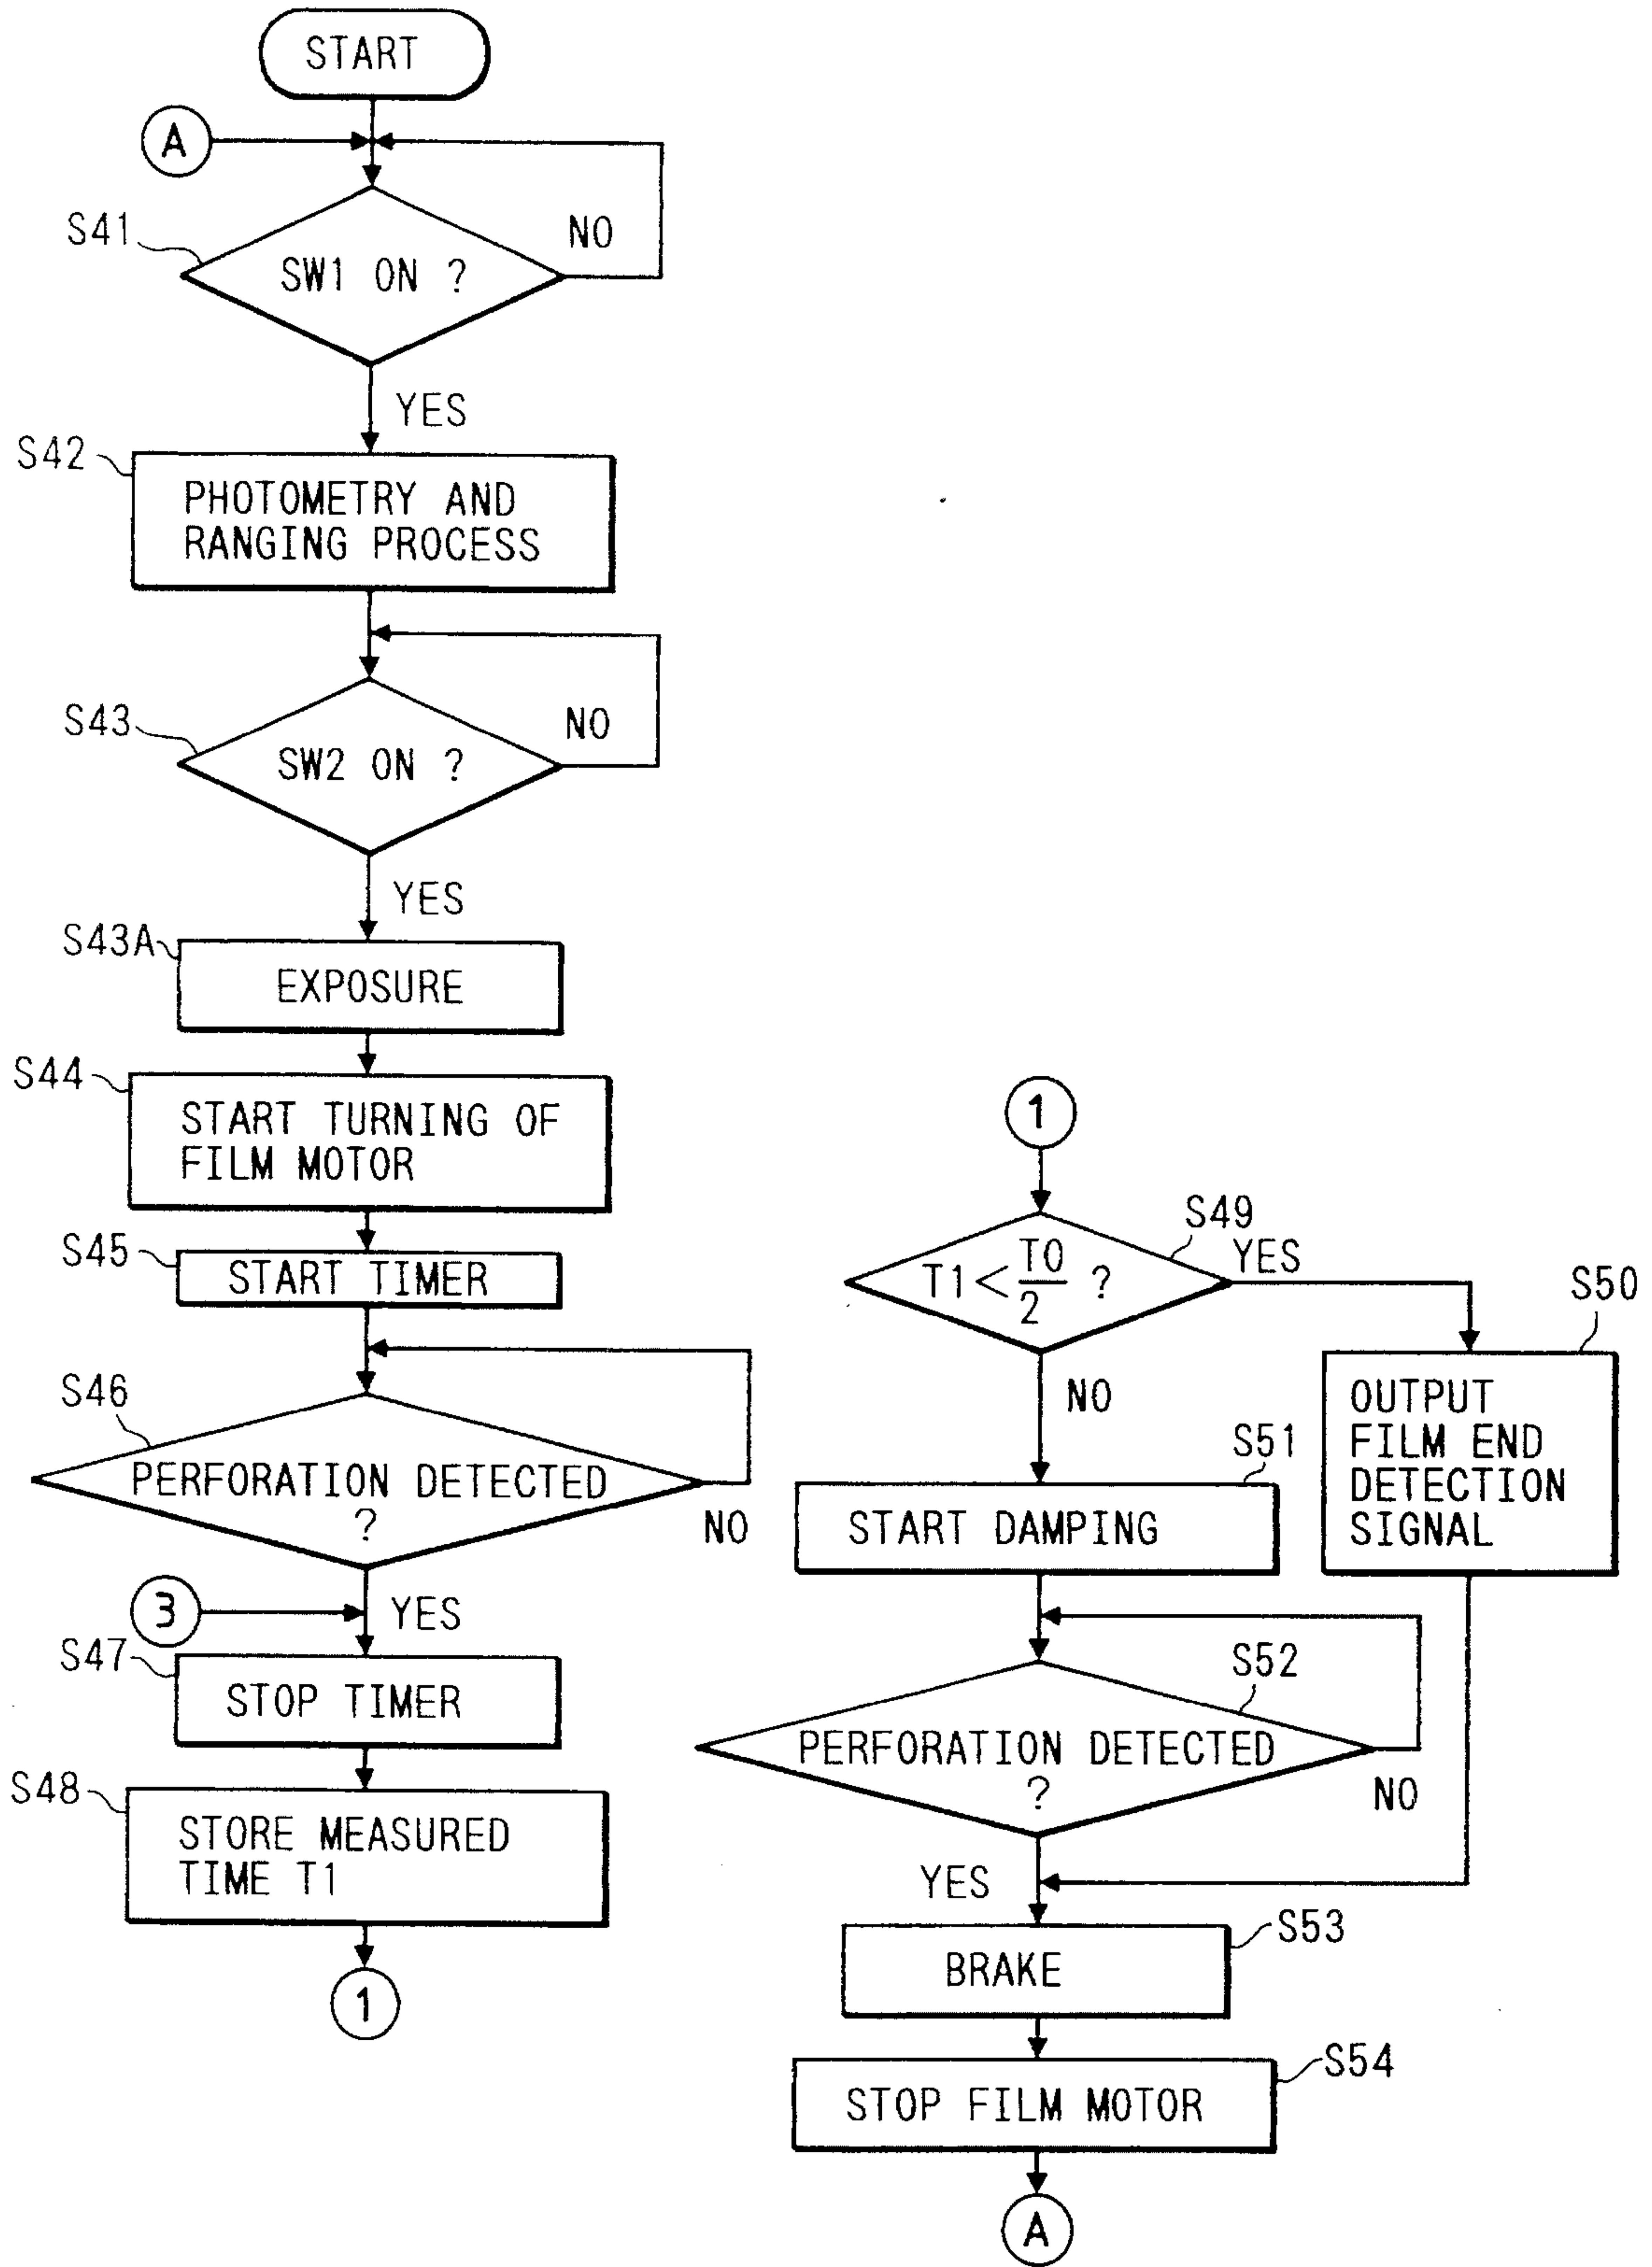 START
A
S41
SW1 ON ?
NO
YES
S42
PHOTOMETRY AND
RANGING PROCESS
S43
SW2 ON ?
NO
YES
S43A
EXPOSURE
S44
START TURNING OF
FILM MOTOR
S45
START TIMER
S46
PERFORATION DETECTED
?
NO
3
YES
S47
STOP TIMER
S48
STORE MEASURED
TIME T1
1
1
S49
T1 < T0/2 ?
YES
NO
S50
OUTPUT
FILM END
DETECTION
SIGNAL
S51
START DAMPING
S52
PERFORATION DETECTED
?
NO
YES
S53
BRAKE
S54
STOP FILM MOTOR
A